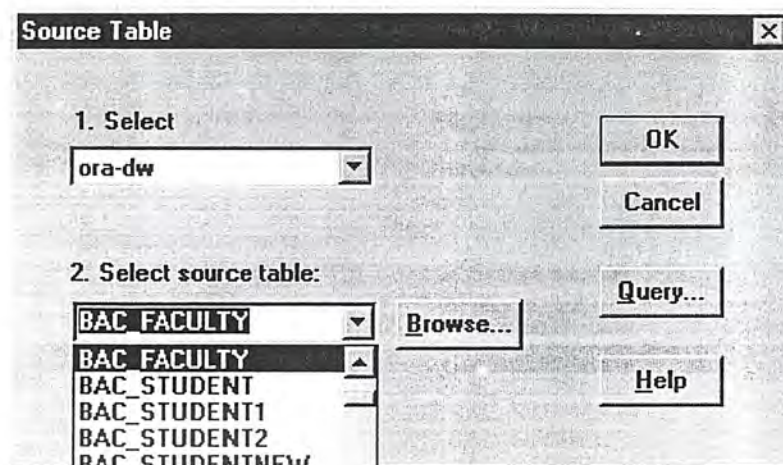 Source Table
1. Select
ora-dw
OK
Cancel
2. Select source table:
BAC_FACULTY
Browse...
Query...
BAC_FACULTY
BAC_STUDENT
BAC_STUDENT1
BAC_STUDENT2
BAC_STUDENTNEW
Help